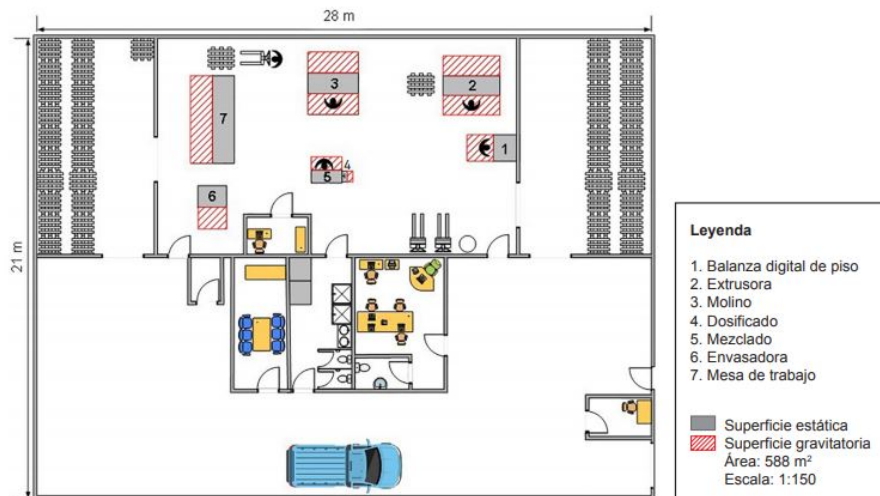 28 m
21 m
3
2
7
1
4
5
6
Leyenda
1. Balanza digital de piso
2. Extrusora
3. Molino
4. Dosificado
5. Mezclado
6. Envasadora
7. Mesa de trabajo
Superficie estática
Superficie gravitatoria
Área: 588 m²
Escala: 1:150